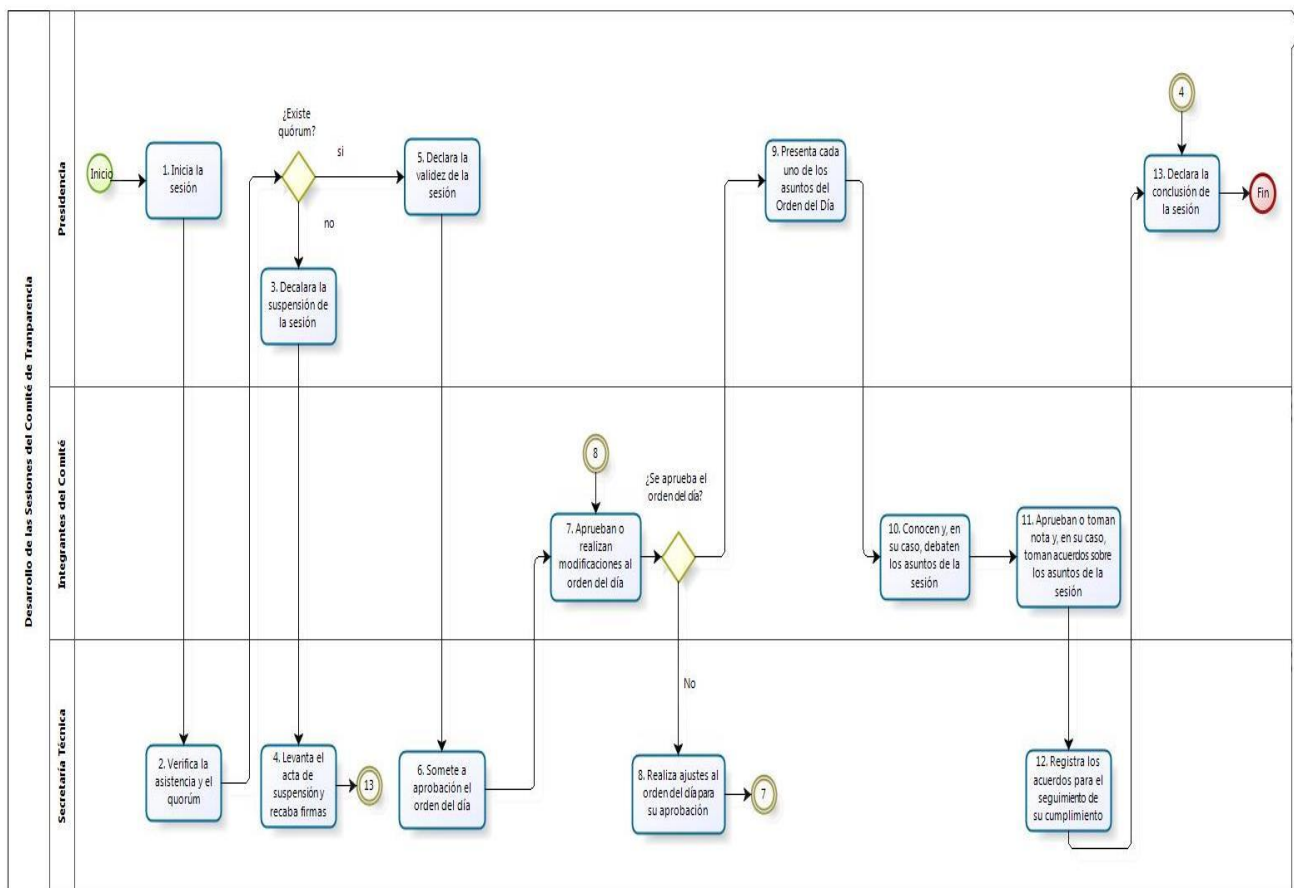 Desarrollo de las Sesiones del Comité de Tranparencia
Presidencia
Inicio
1. Inicia la
sesión
¿Existe
quórum?
si
no
3. Decalara la
suspensión de
la sesión
5. Declara la
validez de la
sesión
9. Presenta cada
uno de los
asuntos del
Orden del Día
4
13. Declara la
conclusión de
la sesión
Fin
Integrantes del Comité
8
7. Aprueban o
realizan
modificaciones al
orden del día
¿Se aprueba el
orden del día?
10. Conocen y, en
su caso, debaten
los asuntos de la
sesión
11. Aprueban o toman
nota y, en su caso,
toman acuerdos sobre
los asuntos de la
sesión
Secretaría Técnica
2. Verifica la
asistencia y el
quorúm
4. Levanta el
acta de
suspensión y
recaba firmas
13
6. Somete a
aprobación el
orden del día
No
8. Realiza ajustes al
orden del día para
su aprobación
7
12. Registra los
acuerdos para el
seguimiento de
su cumplimiento